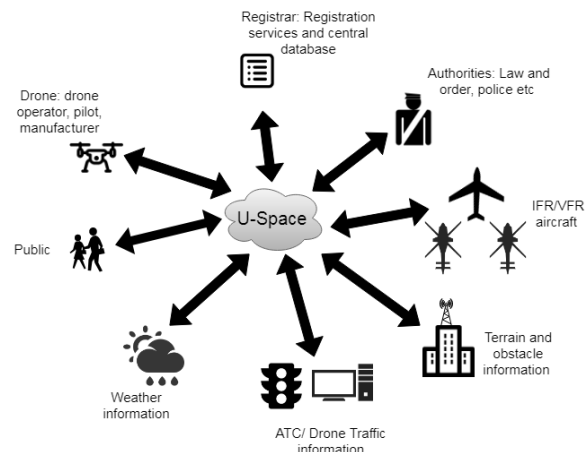 Registrar: Registration
services and central
database
Authorities: Law and
order, police etc
Drone: drone
operator, pilot,
manufacturer
U-Space
IFR/VFR
aircraft
Public
Terrain and
obstacle
information
Weather
information
ATC/ Drone Traffic
information